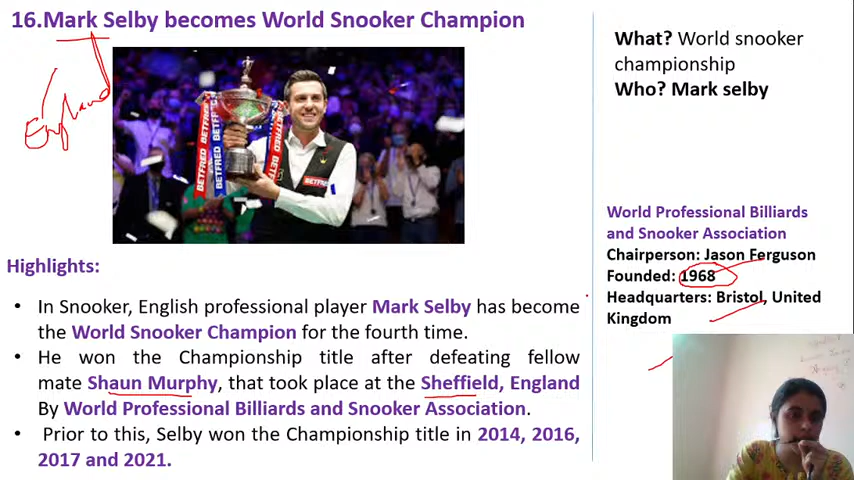 16.Mark Selby becomes World Snooker Champion
England
BETFRED BETFRED BETFRED
BETFRED
Highlights:
• In Snooker, English professional player Mark Selby has become
the World Snooker Champion for the fourth time.
• He won the Championship title after defeating fellow
mate Shaun Murphy, that took place at the Sheffield, England
By World Professional Billiards and Snooker Association.
• Prior to this, Selby won the Championship title in 2014, 2016,
2017 and 2021.
What? World snooker
championship
Who? Mark selby
World Professional Billiards
and Snooker Association
Chairperson: Jason Ferguson
Founded: 1968
Headquarters: Bristol, United
Kingdom